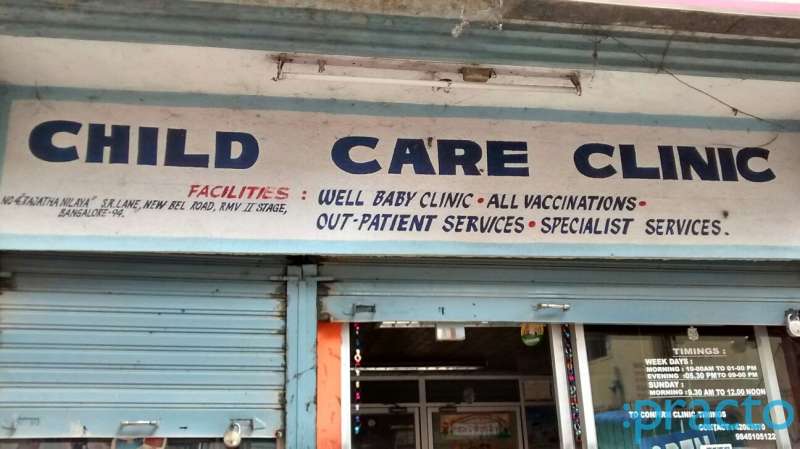 CHILD CARE CLINIC
FACILITIES : WELL BABY CLINIC • ALL VACCINATIONS •
OUT-PATIENT SERVICES • SPECIALIST SERVICES.
S.R. LANE, NEW BEL ROAD, RMV II STAGE,
BANGALORE-94.
TIMINGS :
WEEK DAYS :
MORNING : 10-00AM TO 01-00 PM
EVENING : 05.30 PM TO 09-00 PM
SUNDAY :
MORNING : 9.30 AM TO 12.00 NOON
TO CONFIRM CLINIC TIMINGS
CONTACT:
9845105122
OPEN
:practo